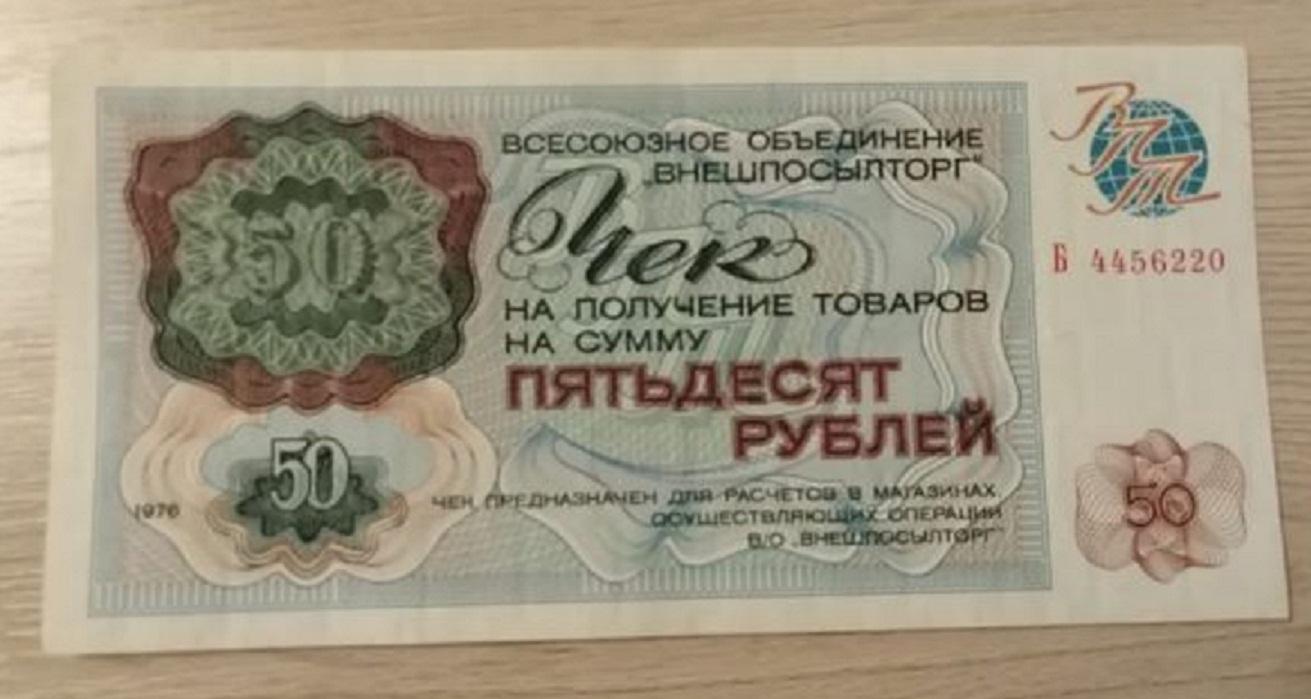 ВСЕСОЮЗНОЕ ОБЪЕДИНЕНИЕ
„ВНЕШПОСЫЛТОРГ“
Чек
НА ПОЛУЧЕНИЕ ТОВАРОВ
НА СУММУ
ПЯТЬДЕСЯТ
РУБЛЕЙ
ЧЕК ПРЕДНАЗНАЧЕН ДЛЯ РАСЧЕТОВ В МАГАЗИНАХ,
ОСУЩЕСТВЛЯЮЩИХ ОПЕРАЦИИ
В/О „ВНЕШПОСЫЛТОРГ“
50
50
1976
ВПТ
Б 4456220
50